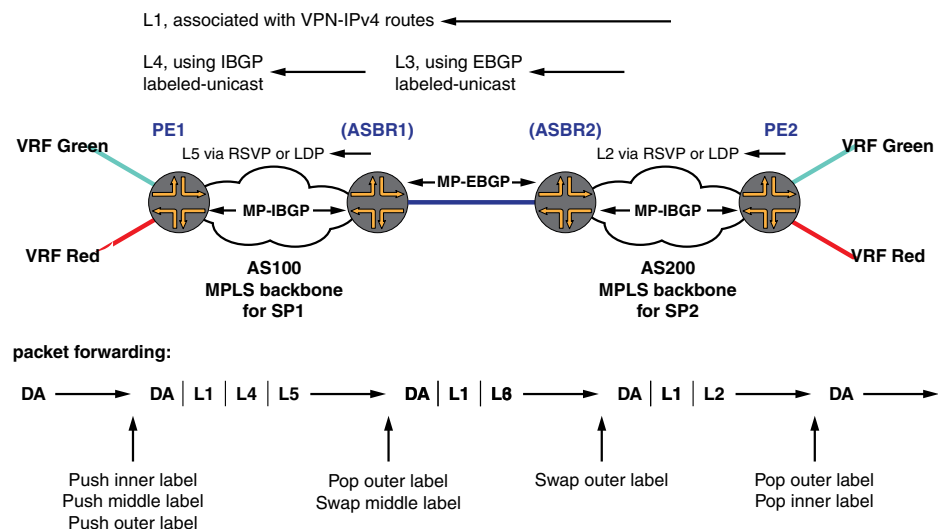 L1, associated with VPN-IPv4 routes
L4, using IBGP
labeled-unicast
L3, using EBGP
labeled-unicast
PE1 (ASBR1) (ASBR2) PE2
VRF Green
L5 via RSVP or LDP
L2 via RSVP or LDP
VRF Green
MP-EBGP
MP-IBGP
MP-IBGP
VRF Red
VRF Red
AS100
MPLS backbone
for SP1
AS200
MPLS backbone
for SP2
packet forwarding:
DA DA | L1 | L4 | L5 DA | L1 | DA | L1 | L2 DA
Push inner label
Push middle label
Push outer label
Pop outer label
Swap middle label
Swap outer label
Pop outer label
Pop inner label